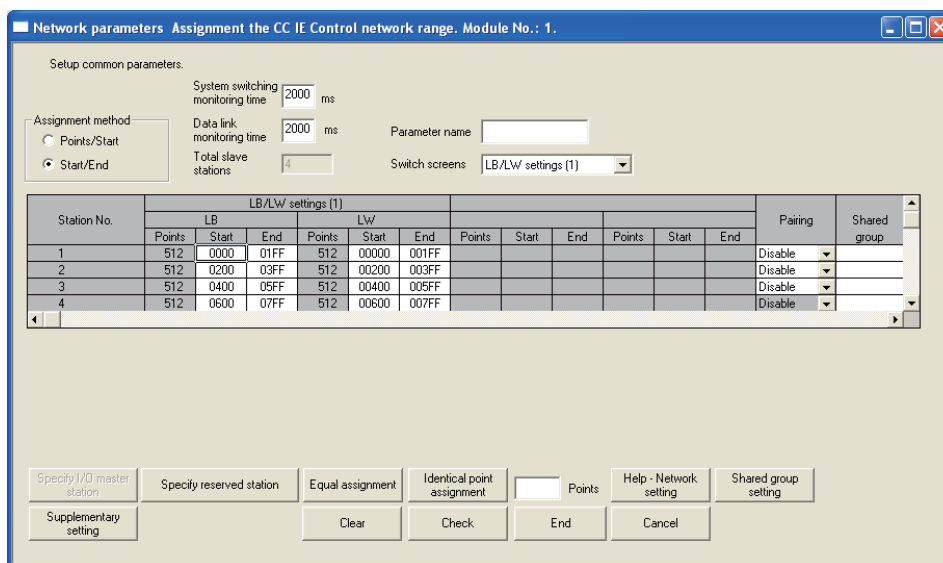 Network parameters Assignment the CC IE Control network range. Module No.: 1.
Setup common parameters.
System switching monitoring time 2000 ms
Assignment method
Points/Start
Start/End
Data link monitoring time 2000 ms
Parameter name
Total slave stations 4
Switch screens LB/LW settings (1)
Station No. LB/LW settings (1) Pairing Shared group
LB LW
Points Start End Points Start End Points Start End Points Start End
1 512 0000 01FF 512 00000 001FF Disable
2 512 0200 03FF 512 00200 003FF Disable
3 512 0400 05FF 512 00400 005FF Disable
4 512 0600 07FF 512 00600 007FF Disable
Specify I/O master station
Specify reserved station
Equal assignment
Identical point assignment
Points
Help - Network setting
Shared group setting
Supplementary setting
Clear
Check
End
Cancel